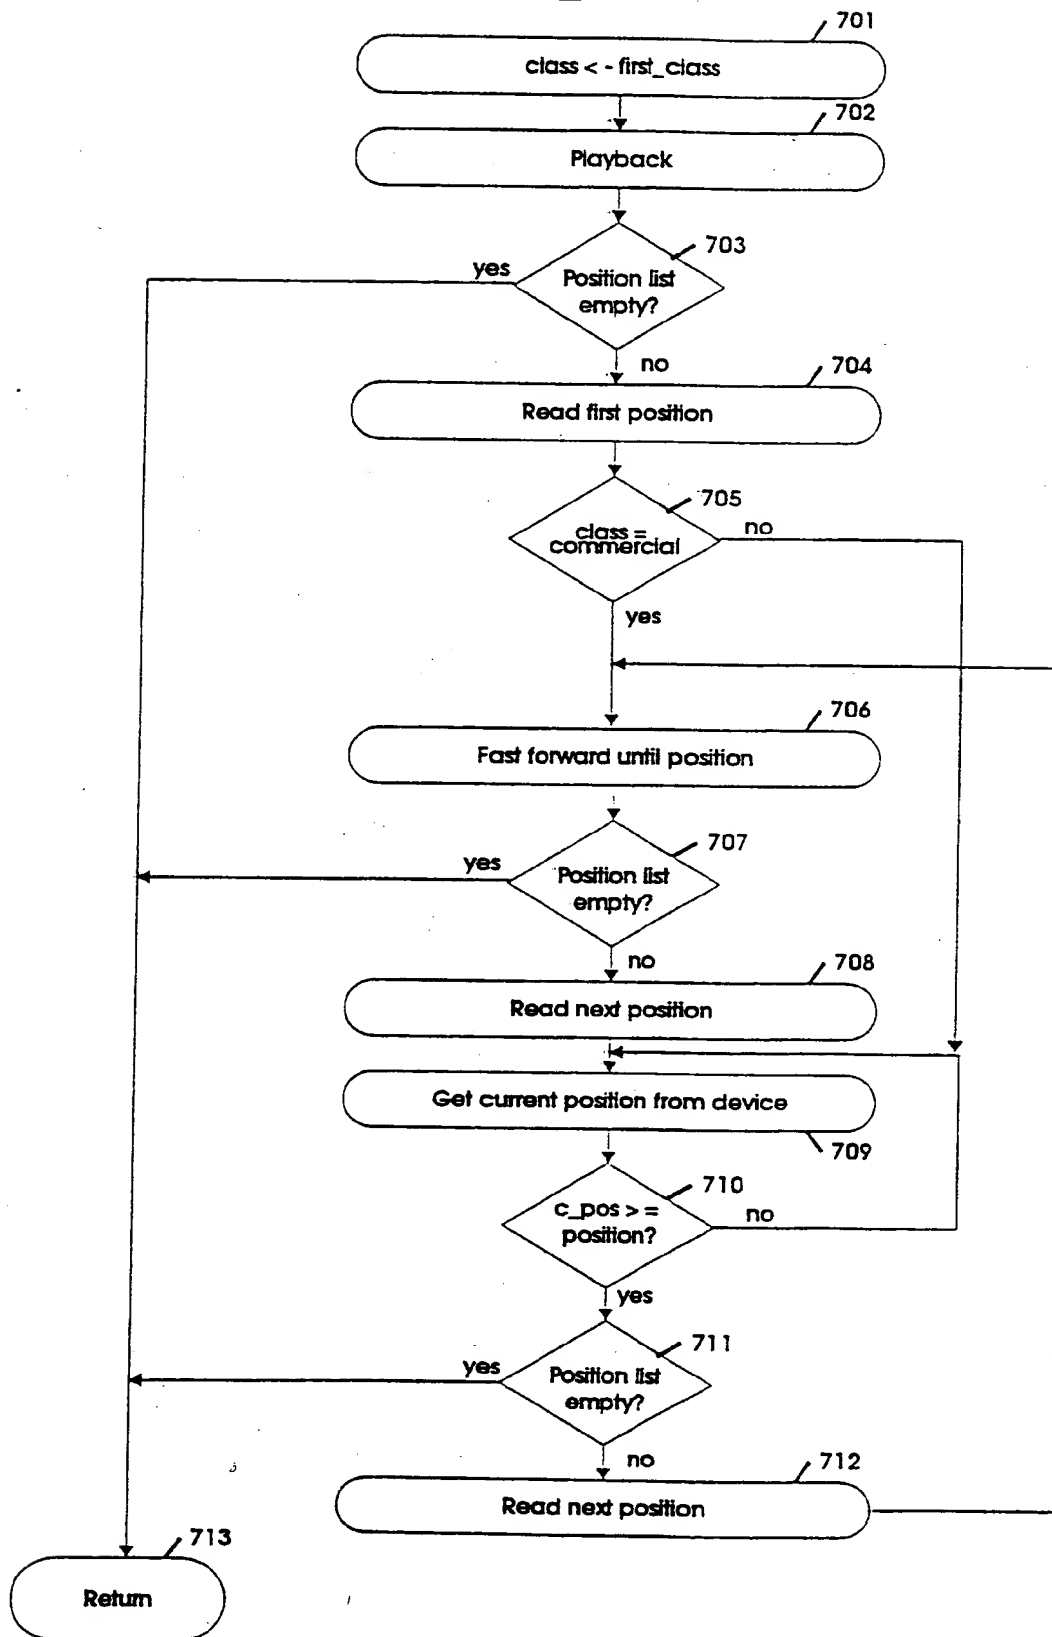 701
class < - first_class
702
Playback
703
yes
Position list
empty?
no
704
Read first position
705
class =
commercial
no
yes
706
Fast forward until position
707
yes
Position list
empty?
no
708
Read next position
Get current position from device
709
710
c_pos > =
position?
no
yes
711
yes
Position list
empty?
no
712
Read next position
713
Return